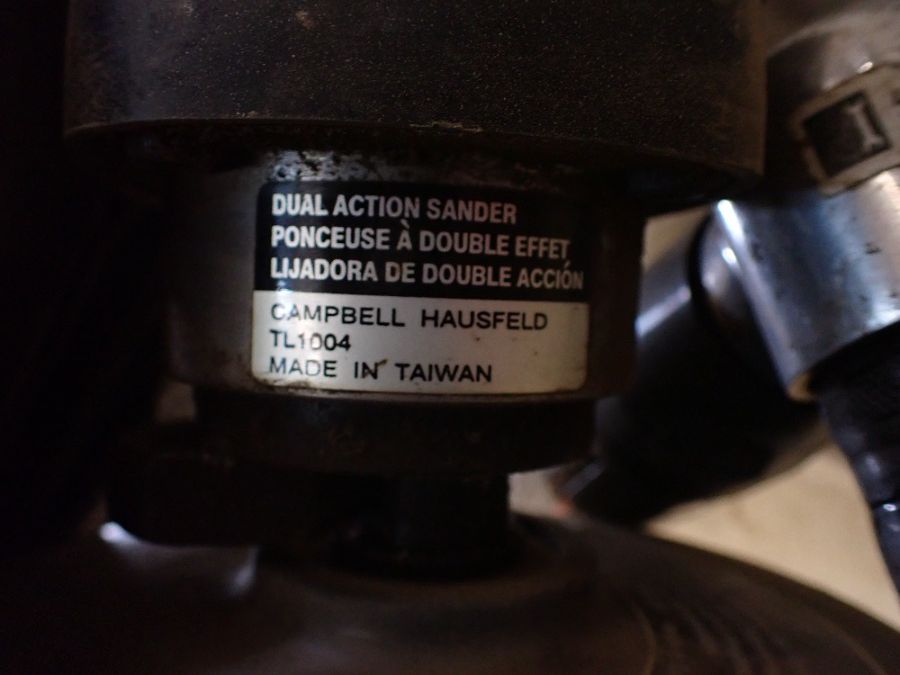 DUAL ACTION SANDER
PONCEUSE À DOUBLE EFFET
LIJADORA DE DOUBLE ACCIÓN
CAMPBELL HAUSFELD
TL1004
MADE IN TAIWAN